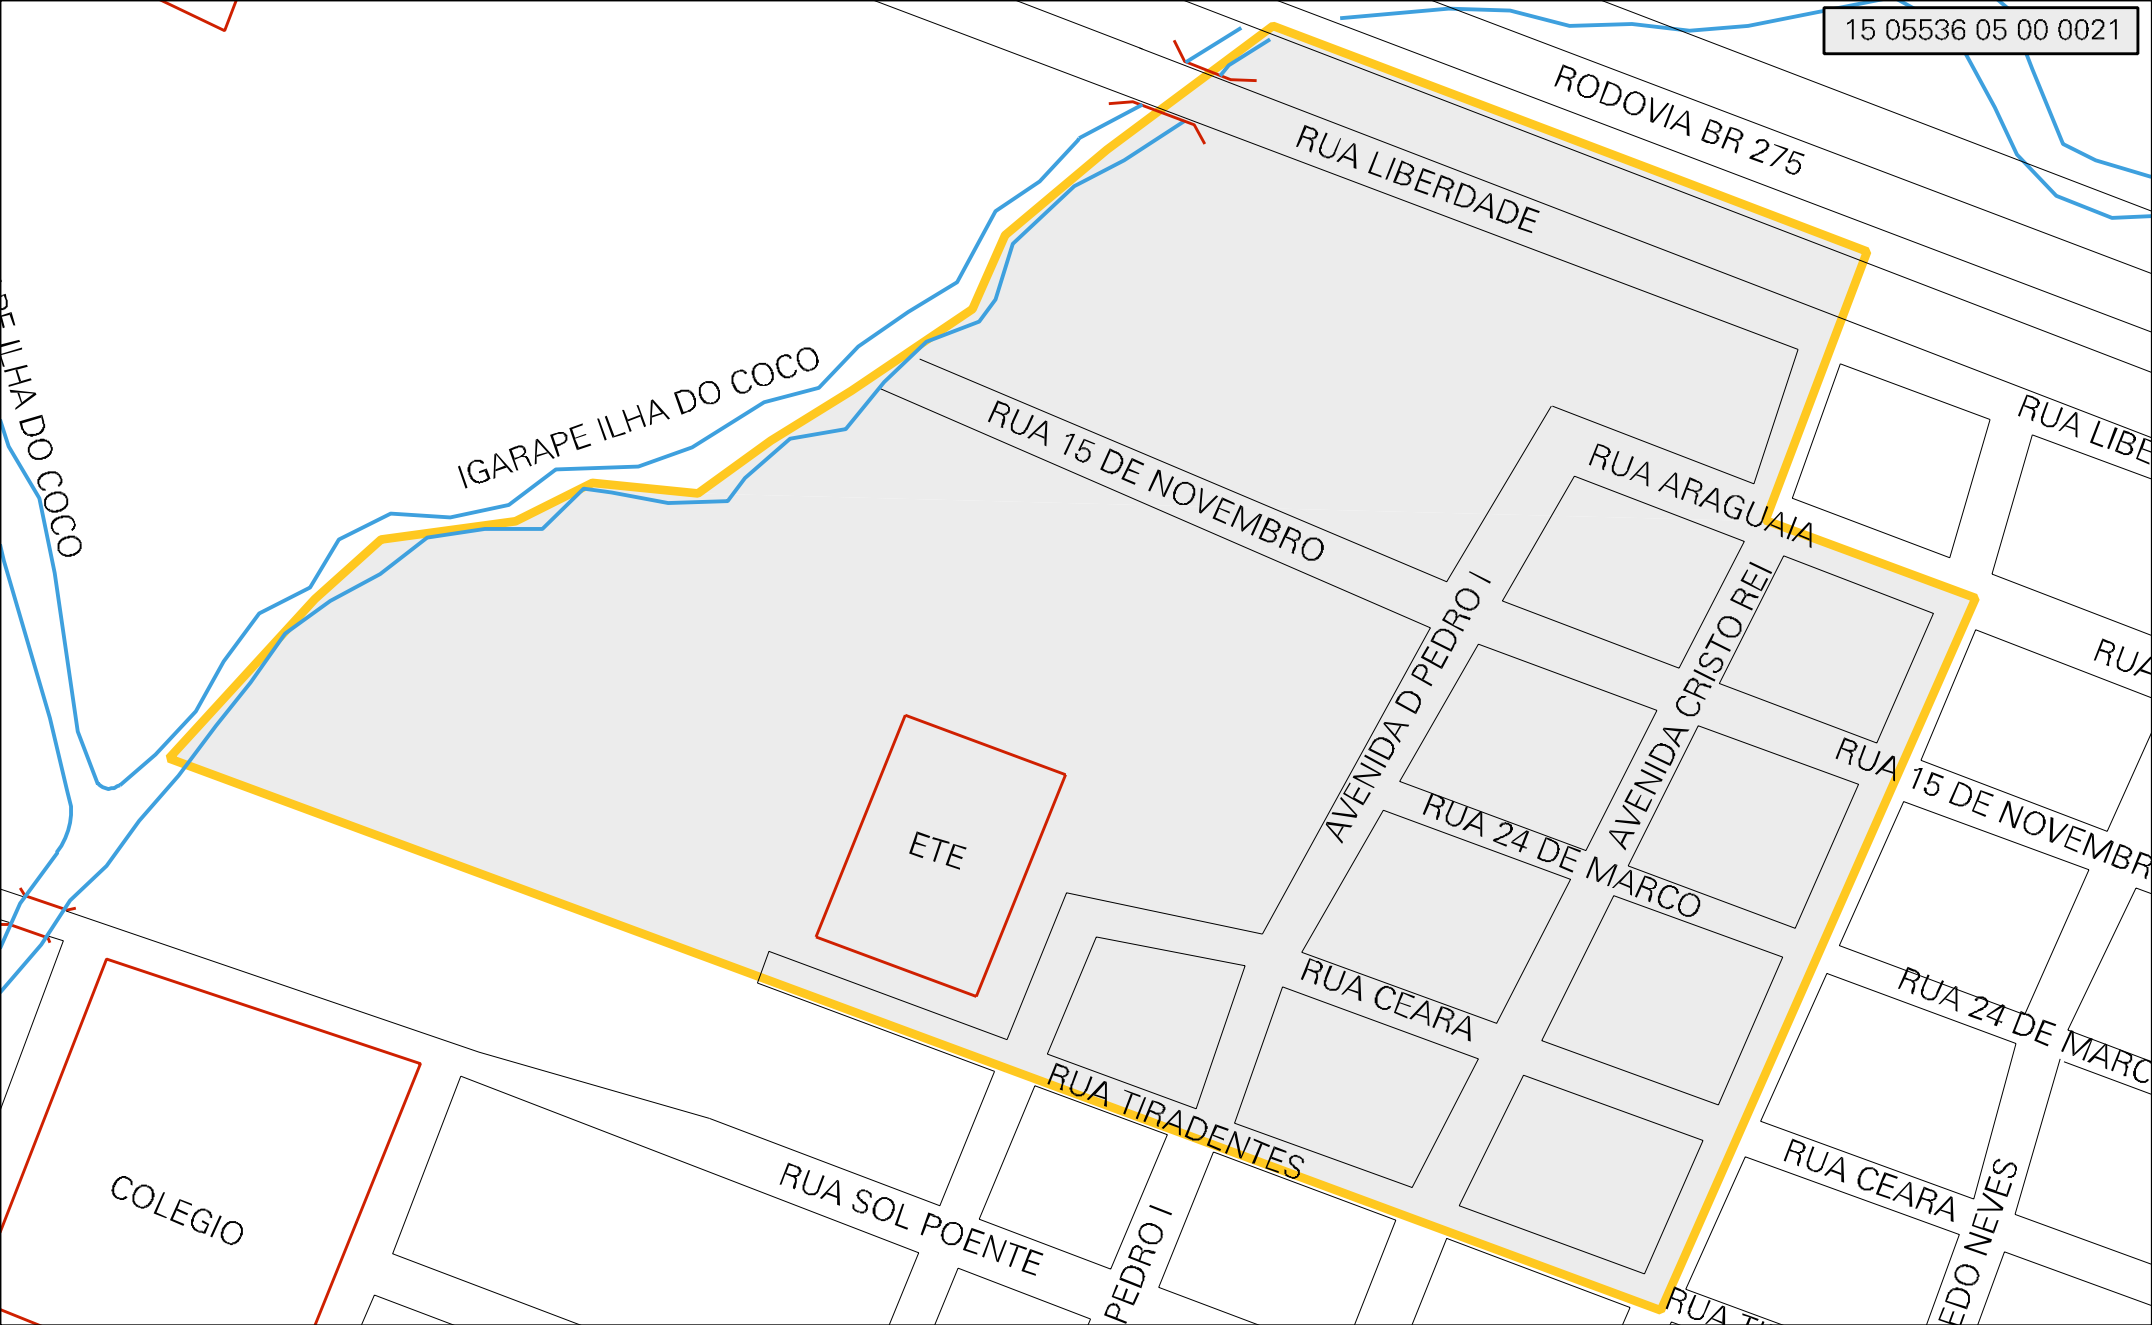 15 05536 05 00 0021
RODOVIA BR 275
RUA LIBERDADE
ILHA DO COCO
IGARAPE ILHA DO COCO
RUA 15 DE NOVEMBRO
RUA ARAGUAIA
RUA
RUA
AVENIDA D PEDRO I
AVENIDA CRISTO REI
RUA 15 DE NOVEMBR
RUA 24 DE MARCO
ETE
RUA CEARA
RUA 24 DE MARC
RUA TIRADENTES
RUA CEARA
RUA SOL POENTE
COLEGIO
PEDRO I
EDO NEVES
RUA